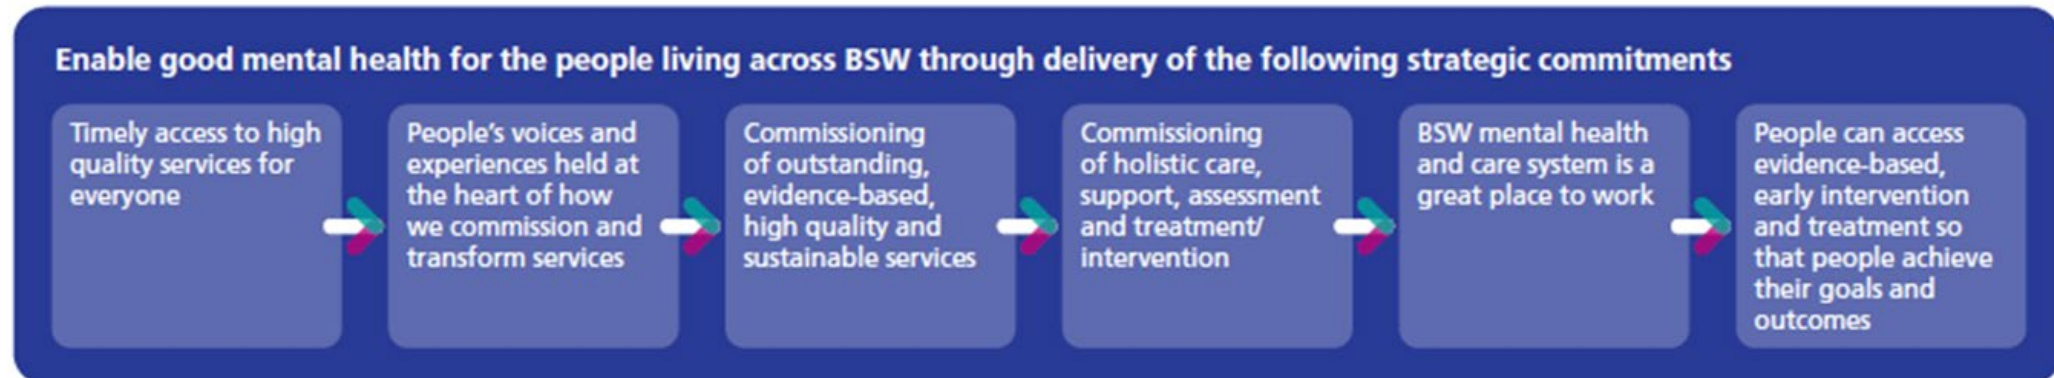 Enable good mental health for the people living across BSW through delivery of the following strategic commitments
Timely access to high
quality services for
everyone
People's voices and
experiences held at
the heart of how
we commission and
transform services
Commissioning
of outstanding,
evidence-based,
high quality and
sustainable services
Commissioning
of holistic care,
support, assessment
and treatment/
intervention
BSW mental health
and care system is a
great place to work
People can access
evidence-based,
early intervention
and treatment so
that people achieve
their goals and
outcomes